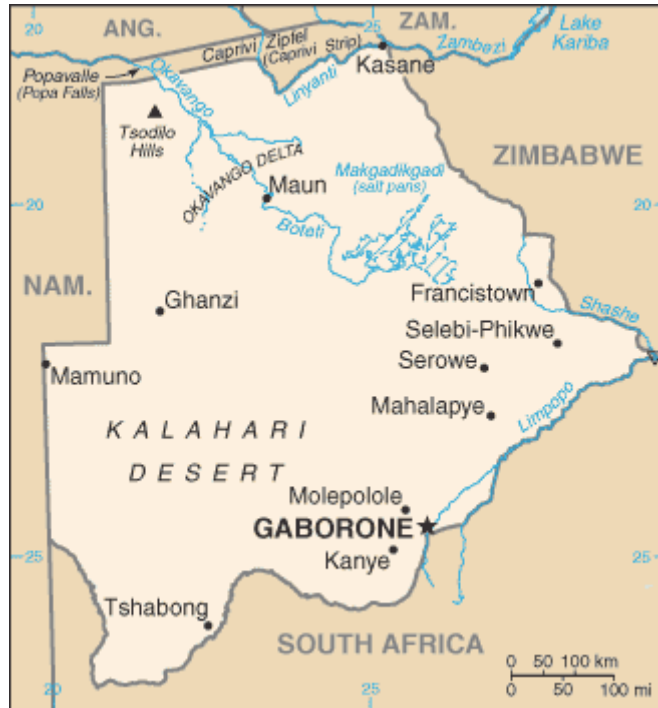 20
ANG.
25
ZAM.
Lake
Kariba
Caprivi Zipfel
(Caprivi Strip)
Zambezi
Popavalle
(Popa Falls)
Okavango
Linyanti
Kasane
Tsodilo
Hills
ZIMBABWE
OKAVANGO DELTA
Makgadikgadi
(salt pans)
20
Maun
20
Boteti
NAM.
Ghanzi
Francistown
Shashe
Selebi-Phikwe
Serowe
Mamuno
Mahalapye
Limpopo
KALAHARI
DESERT
Molepolole
GABORONE
Kanye
25
25
Tshabong
SOUTH AFRICA
0 50 100 km
0 50 100 mi
20
25